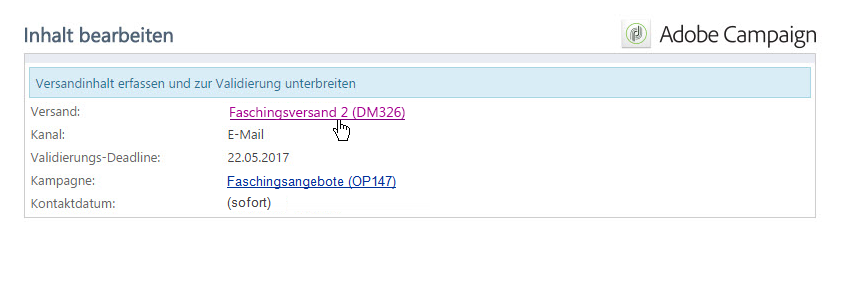 Inhalt bearbeiten
Adobe Campaign
Versandinhalt erfassen und zur Validierung unterbreiten
Versand: Faschingsversand 2 (DM326)
Kanal: E-Mail
Validierungs-Deadline: 22.05.2017
Kampagne: Faschingsangebote (OP147)
Kontaktdatum: (sofort)